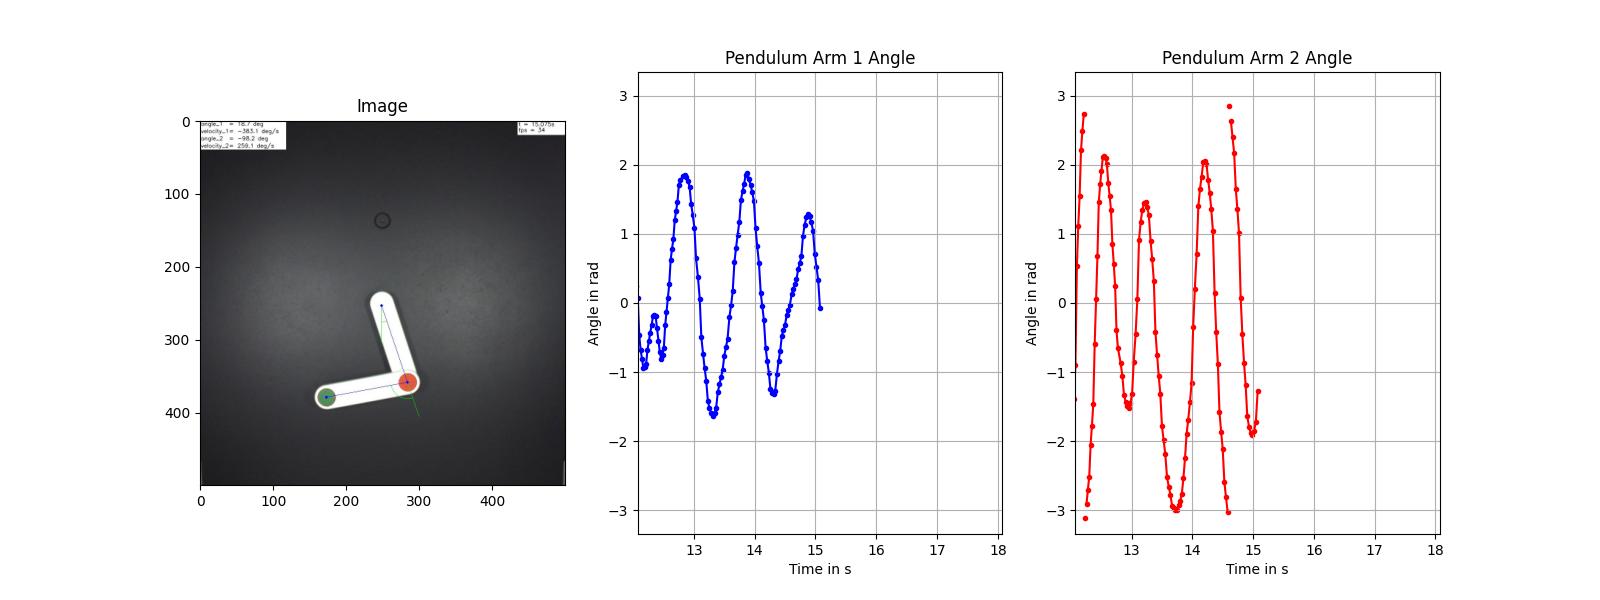 Image
angle_1 = 18.7 deg
velocity_1= -383.1 deg/s
angle_2 = -90.2 deg
velocity_2= 259.1 deg/s
t = 15.075s
fps = 34
0
100
200
300
400
0 100 200 300 400
Pendulum Arm 1 Angle
Angle in rad
3
2
1
0
−1
−2
−3
13 14 15 16 17 18
Time in s
Pendulum Arm 2 Angle
Angle in rad
3
2
1
0
−1
−2
−3
13 14 15 16 17 18
Time in s